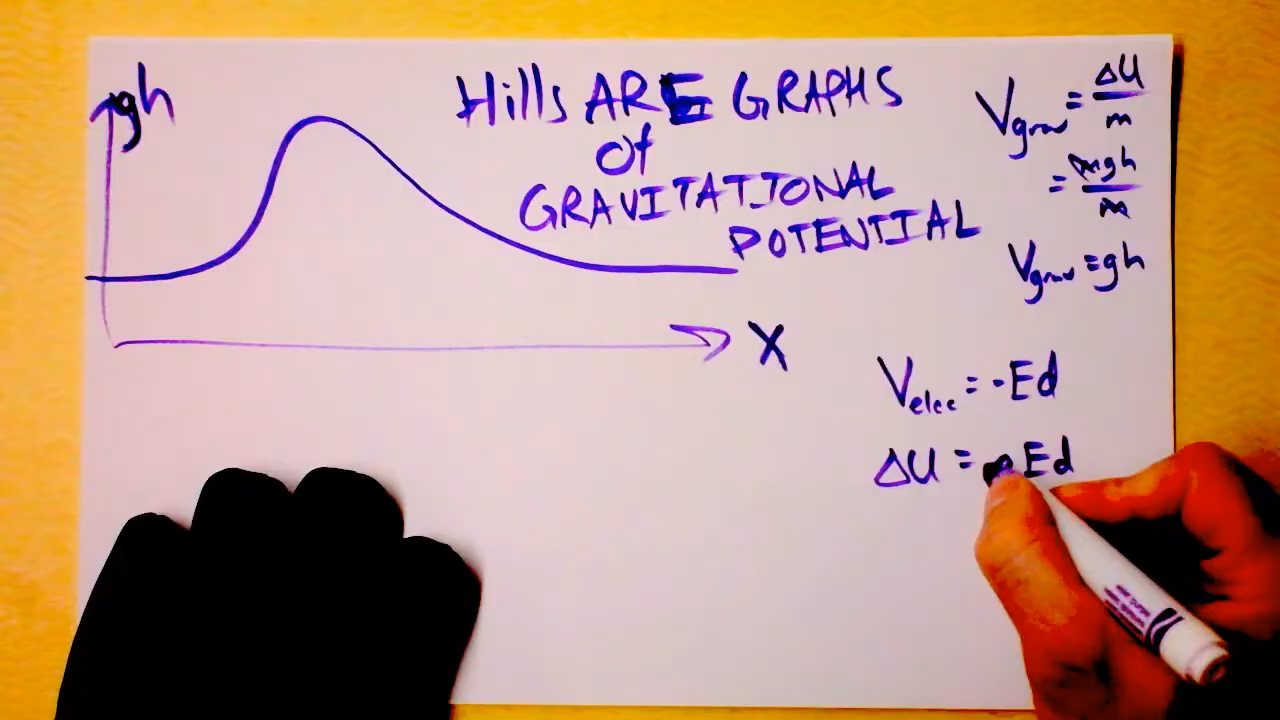 gh
Hills ARE GRAPHS
Of
GRAVITATIONAL
POTENTIAL
X
Vgrav = ΔU/m
= mgh/m
Vgrav = gh
Velec = -Ed
ΔU = Ed